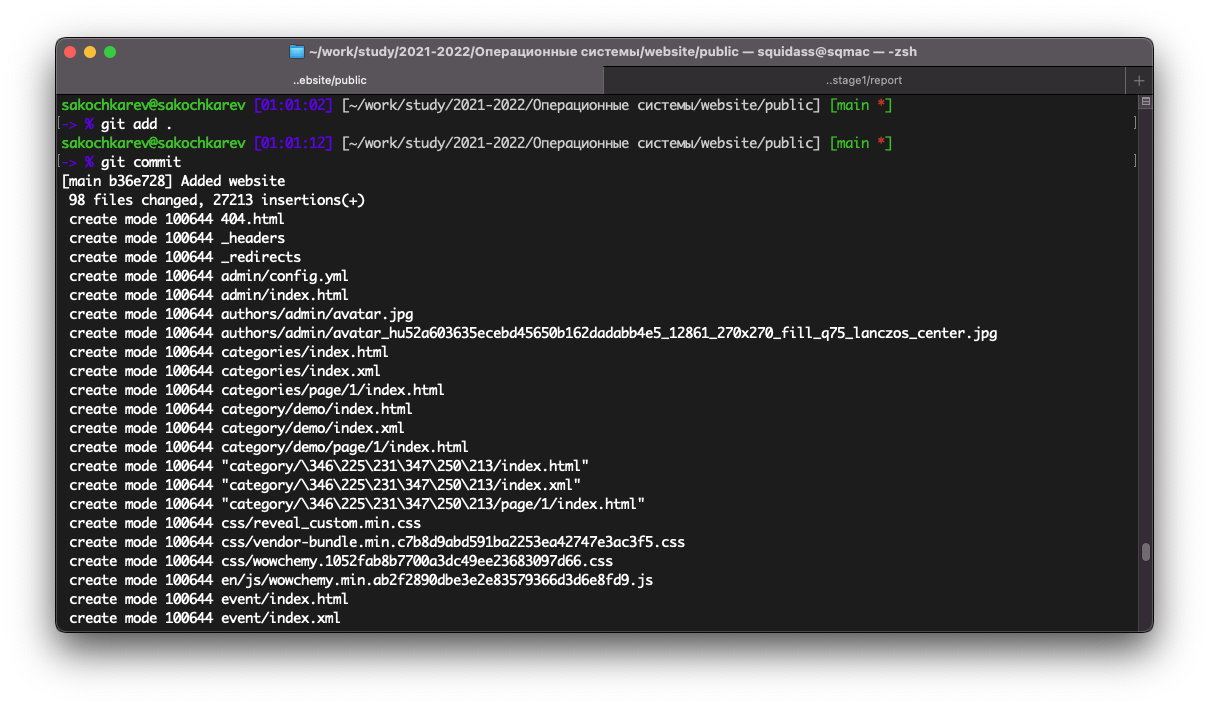 ~/work/study/2021-2022/Операционные системы/website/public — squidass@sqmac — -zsh
..ebsite/public ..stage1/report +
sakochkarev@sakochkarev [01:01:02] [~/work/study/2021-2022/Операционные системы/website/public] [main *]
[-> % git add . ]
sakochkarev@sakochkarev [01:01:12] [~/work/study/2021-2022/Операционные системы/website/public] [main *]
[-> % git commit ]
[main b36e728] Added website
98 files changed, 27213 insertions(+)
create mode 100644 404.html
create mode 100644 _headers
create mode 100644 _redirects
create mode 100644 admin/config.yml
create mode 100644 admin/index.html
create mode 100644 authors/admin/avatar.jpg
create mode 100644 authors/admin/avatar_hu52a603635ecebd45650b162dadabb4e5_12861_270x270_fill_q75_lanczos_center.jpg
create mode 100644 categories/index.html
create mode 100644 categories/index.xml
create mode 100644 categories/page/1/index.html
create mode 100644 category/demo/index.html
create mode 100644 category/demo/index.xml
create mode 100644 category/demo/page/1/index.html
create mode 100644 "category/\346\225\231\347\250\213/index.html"
create mode 100644 "category/\346\225\231\347\250\213/index.xml"
create mode 100644 "category/\346\225\231\347\250\213/page/1/index.html"
create mode 100644 css/reveal_custom.min.css
create mode 100644 css/vendor-bundle.min.c7b8d9abd591ba2253ea42747e3ac3f5.css
create mode 100644 css/wowchemy.1052fab8b7700a3dc49ee23683097d66.css
create mode 100644 en/js/wowchemy.min.ab2f2890dbe3e2e83579366d3d6e8fd9.js
create mode 100644 event/index.html
create mode 100644 event/index.xml